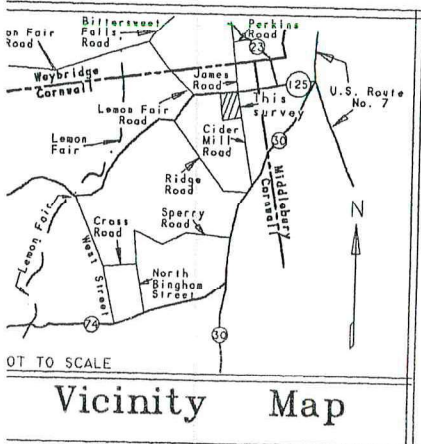 Bittersweet
Falls
Road
on Fair
Road
Perkins
Road
23
Weybridge
Cornwall
James
Road
125
U.S. Route
No. 7
Lemon Fair
Road
This
survey
Lemon
Fair
Cider
Mill
Road
30
Ridge
Road
Middlebury
Cornwall
N
Lemon Fair
Cross
Road
Sperry
Road
West Street
North
Bingham
Street
74
30
OT TO SCALE
Vicinity Map